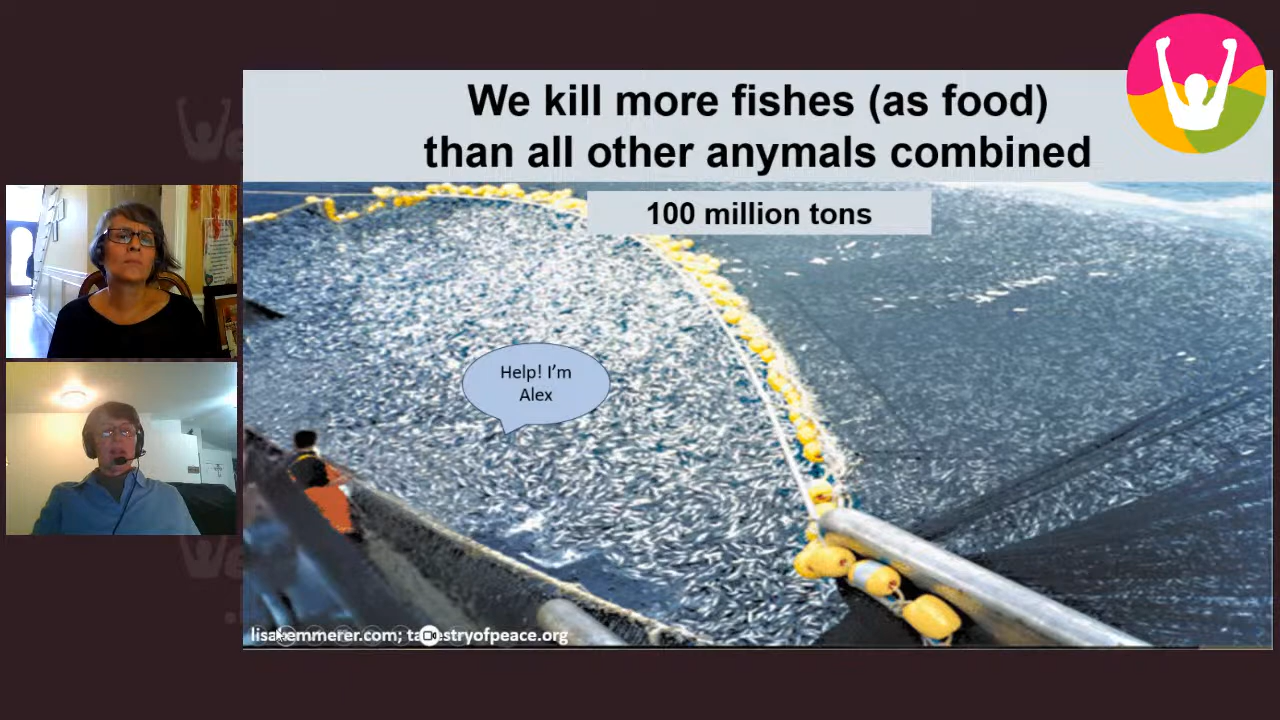 We kill more fishes (as food)
than all other anymals combined
100 million tons
Help! I'm
Alex
lisakemmerer.com; tapestryofpeace.org